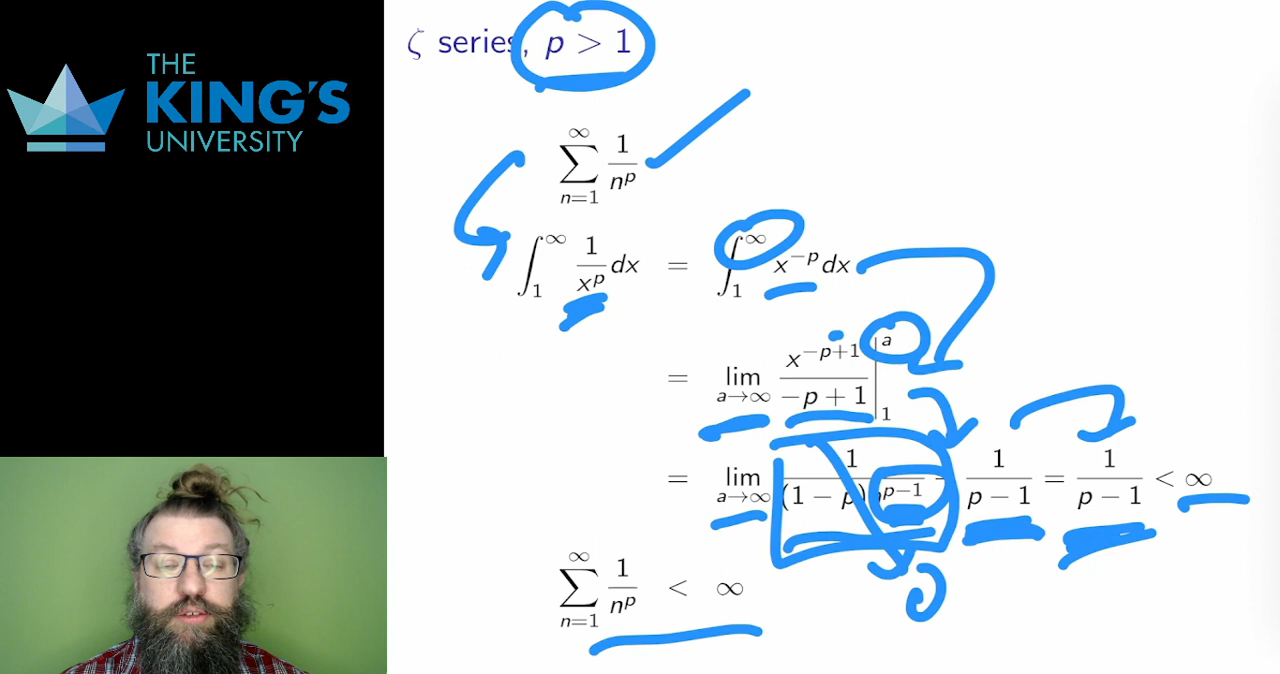 THE
KING'S
UNIVERSITY
ζ series, p > 1
∑_{n=1}^{∞} 1/n^p
∫_1^∞ 1/x^p dx = ∫_1^∞ x^{−p} dx
= lim_{a→∞} x^{−p+1}/(−p + 1) |_1^a
= lim_{a→∞} 1/((1 − p) p−1) 1/(p − 1) = 1/(p − 1) < ∞
0
∑_{n=1}^{∞} 1/n^p < ∞